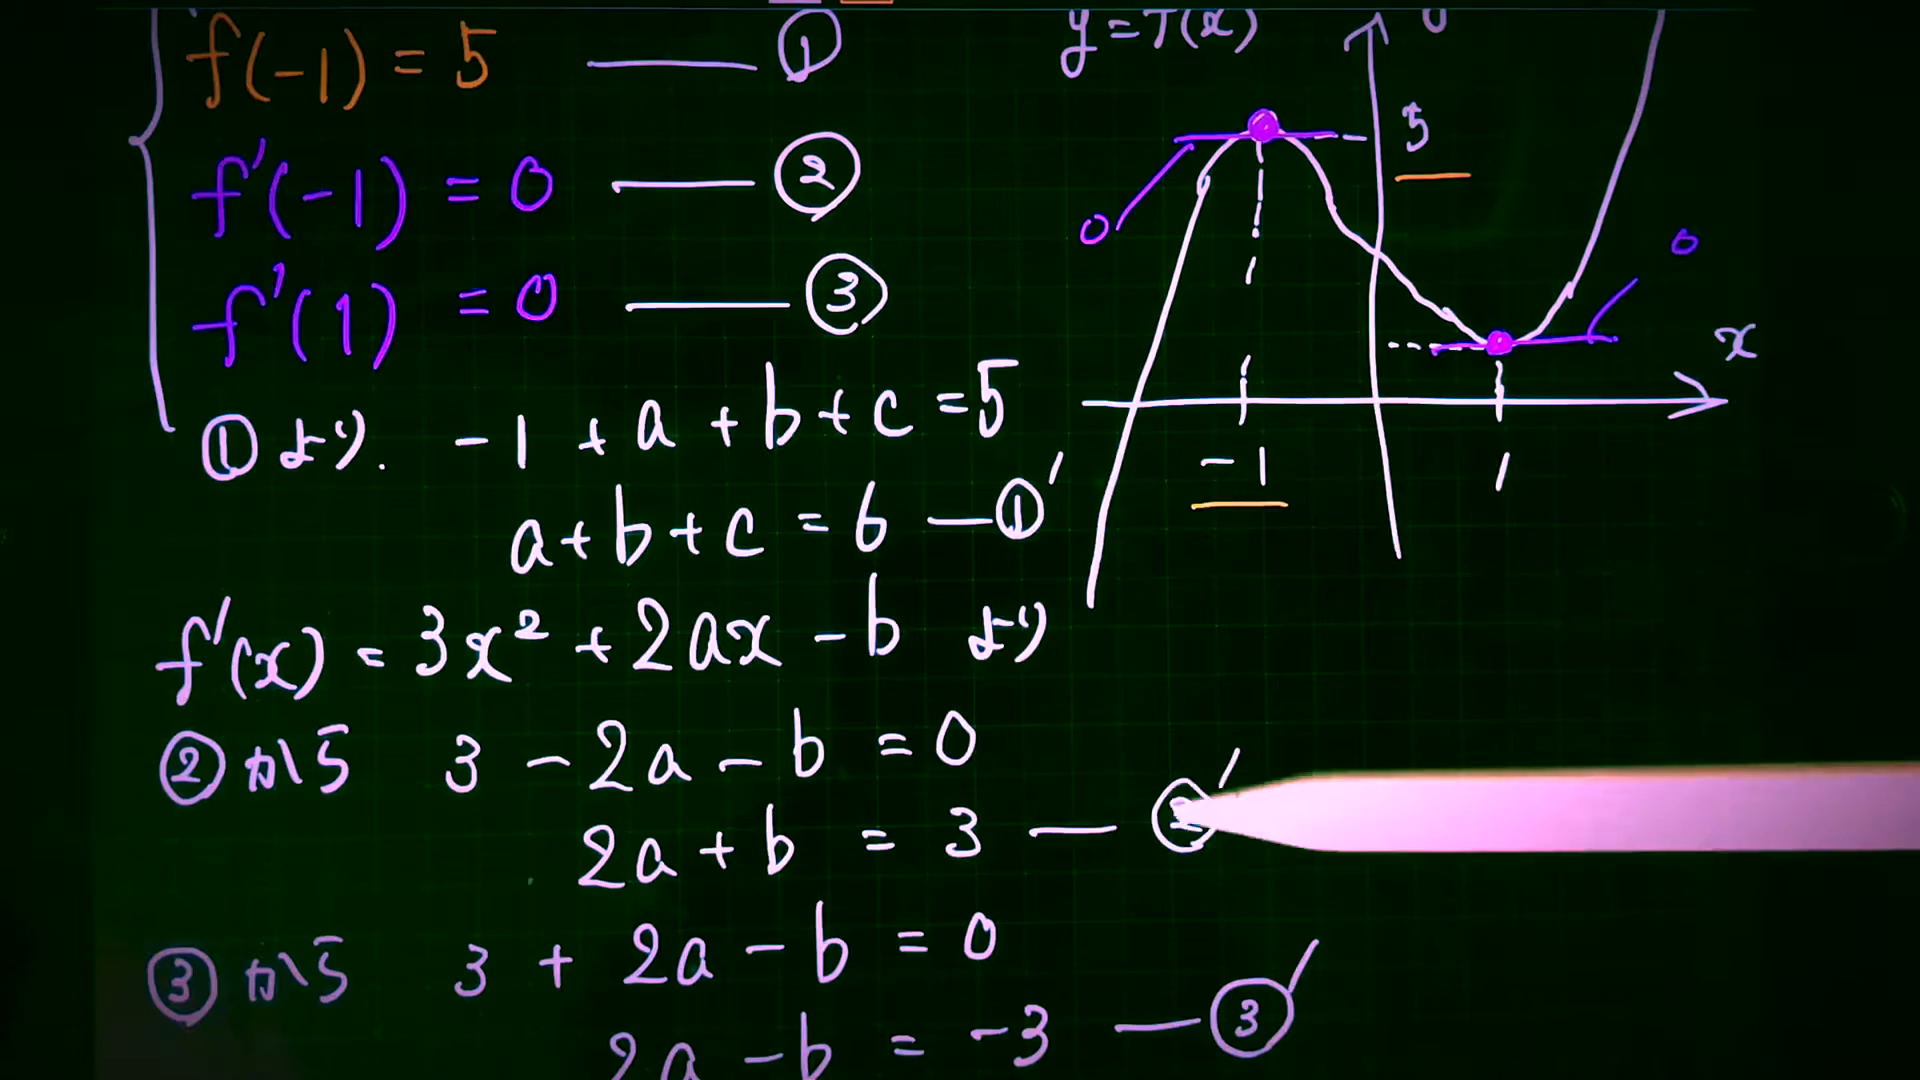 f(-1) = 5 — ①
f'(-1) = 0 — ②
f'(1) = 0 — ③
①より. -1 + a + b + c = 5
a + b + c = 6 — ①'
f'(x) = 3x² + 2ax - b より
②から 3 - 2a - b = 0
2a + b = 3 — ②'
③から 3 + 2a - b = 0
2a - b = -3 — ③'
y = f(x)
5
0
0
x
-1
1